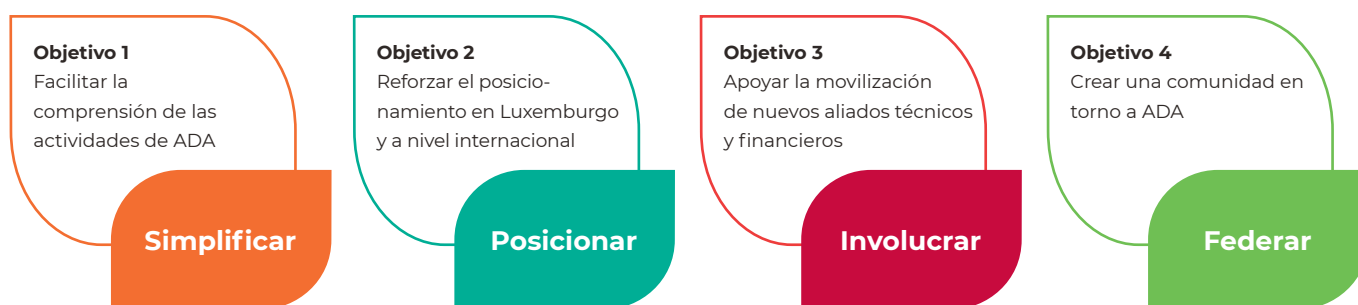 Objetivo 1
Facilitar la
comprensión de las
actividades de ADA
Simplificar
Objetivo 2
Reforzar el posicio-
namiento en Luxemburgo
y a nivel internacional
Posicionar
Objetivo 3
Apoyar la movilización
de nuevos aliados técnicos
y financieros
Involucrar
Objetivo 4
Crear una comunidad en
torno a ADA
Federar